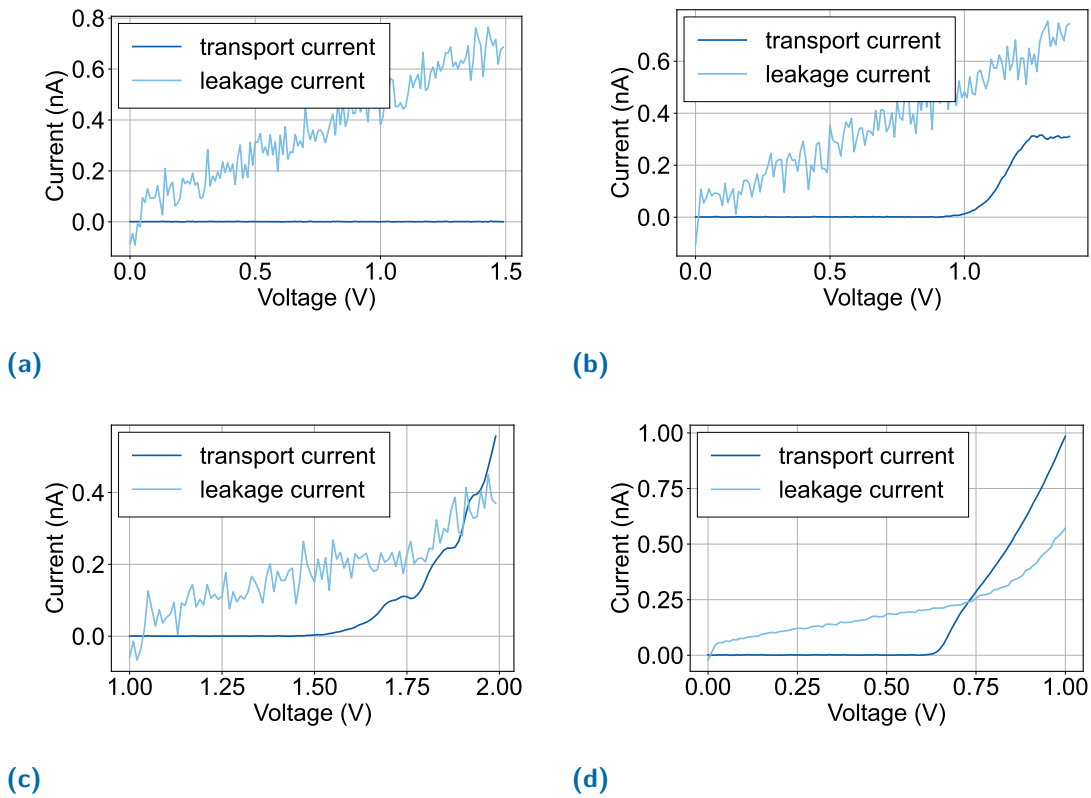 0.8
0.6
0.4
0.2
0.0
Current (nA)
transport current
leakage current
0.0 0.5 1.0 1.5
Voltage (V)
(a)
0.6
0.4
0.2
0.0
Current (nA)
transport current
leakage current
0.0 0.5 1.0
Voltage (V)
(b)
0.4
0.2
0.0
Current (nA)
transport current
leakage current
1.00 1.25 1.50 1.75 2.00
Voltage (V)
(c)
1.00
0.75
0.50
0.25
0.00
Current (nA)
transport current
leakage current
0.00 0.25 0.50 0.75 1.00
Voltage (V)
(d)